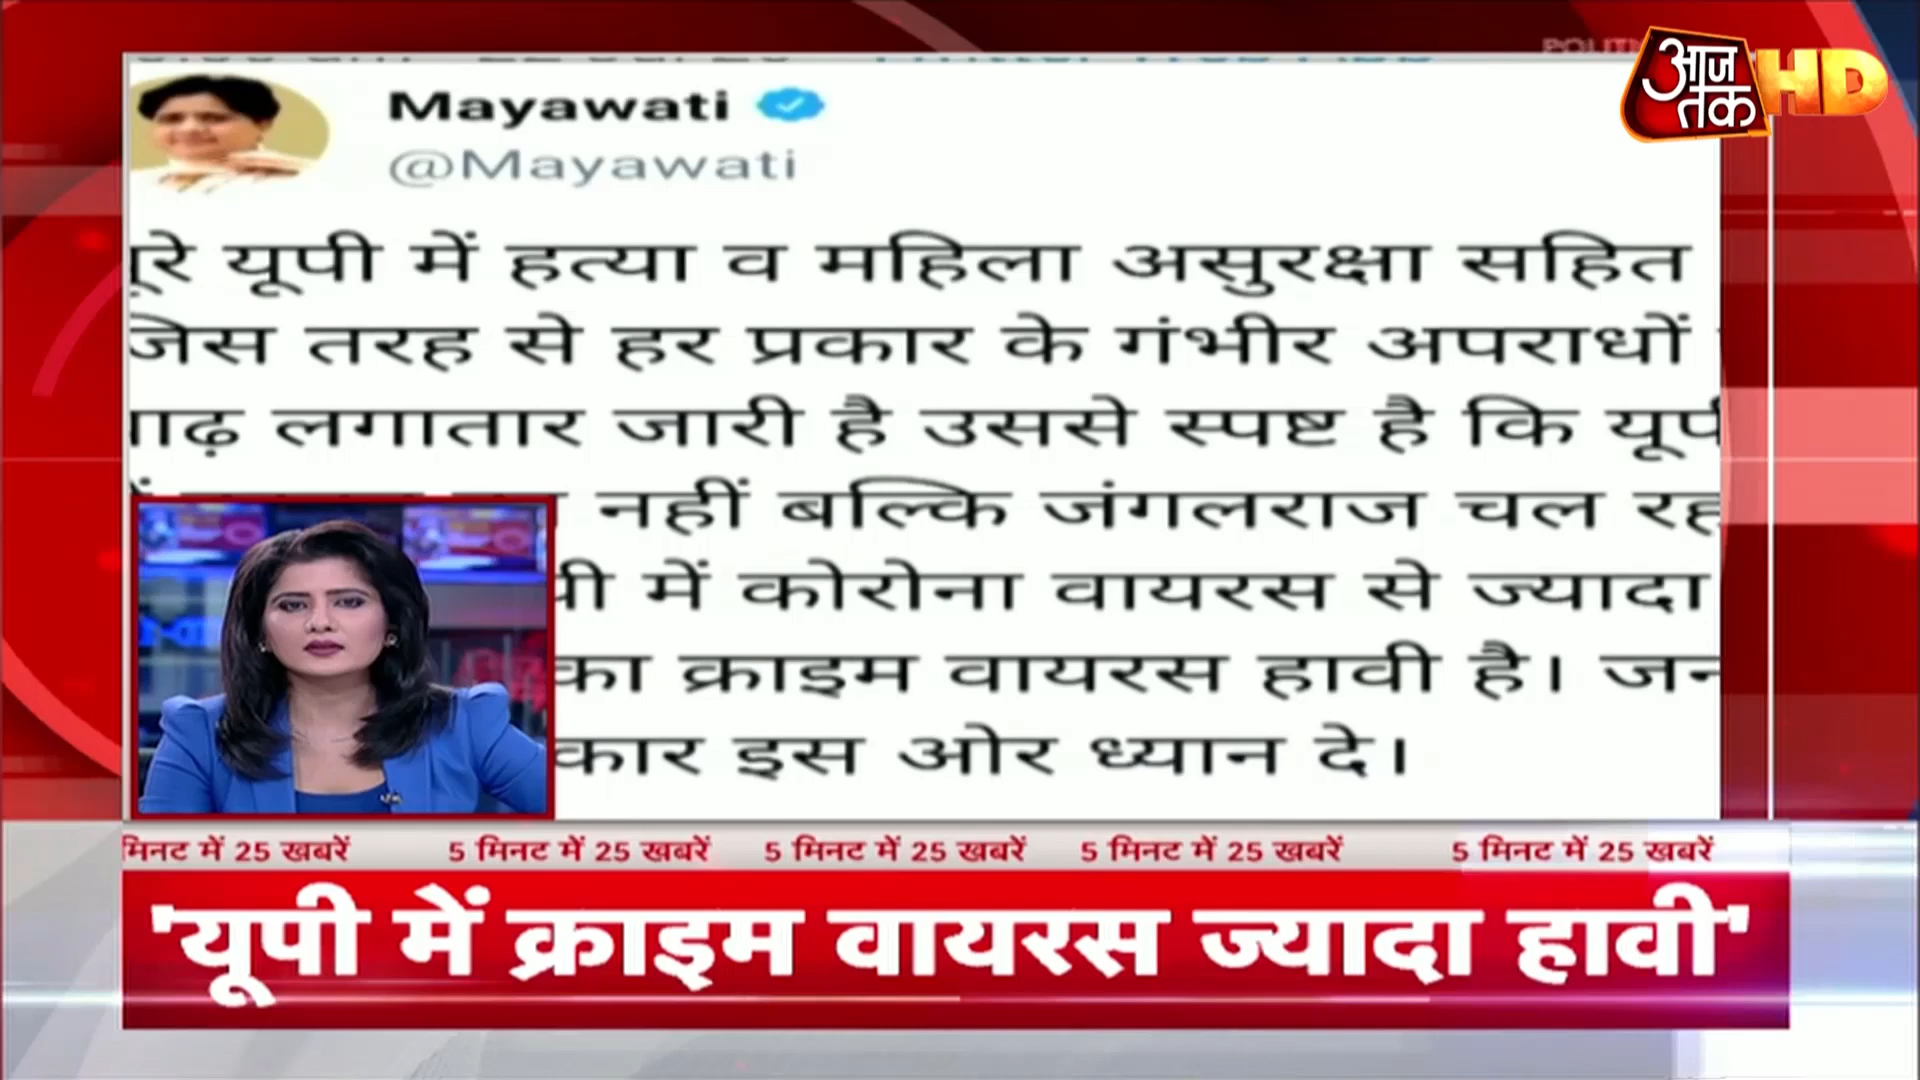 आज तक HD
Mayawati
@Mayawati
यूपी में हत्या व महिला असुरक्षा सहित
जिस तरह से हर प्रकार के गंभीर अपराधों
लगातार जारी है उससे स्पष्ट है कि यूपी
नहीं बल्कि जंगलराज चल
में कोरोना वायरस से ज्यादा
का क्राइम वायरस हावी है।
इस ओर ध्यान दे।
मिनट में 25 खबरें 5 मिनट में 25 खबरें 5 मिनट में 25 खबरें 5 मिनट में 25 खबरें 5 मिनट में 25 खबरें
'यूपी में क्राइम वायरस ज्यादा हावी'